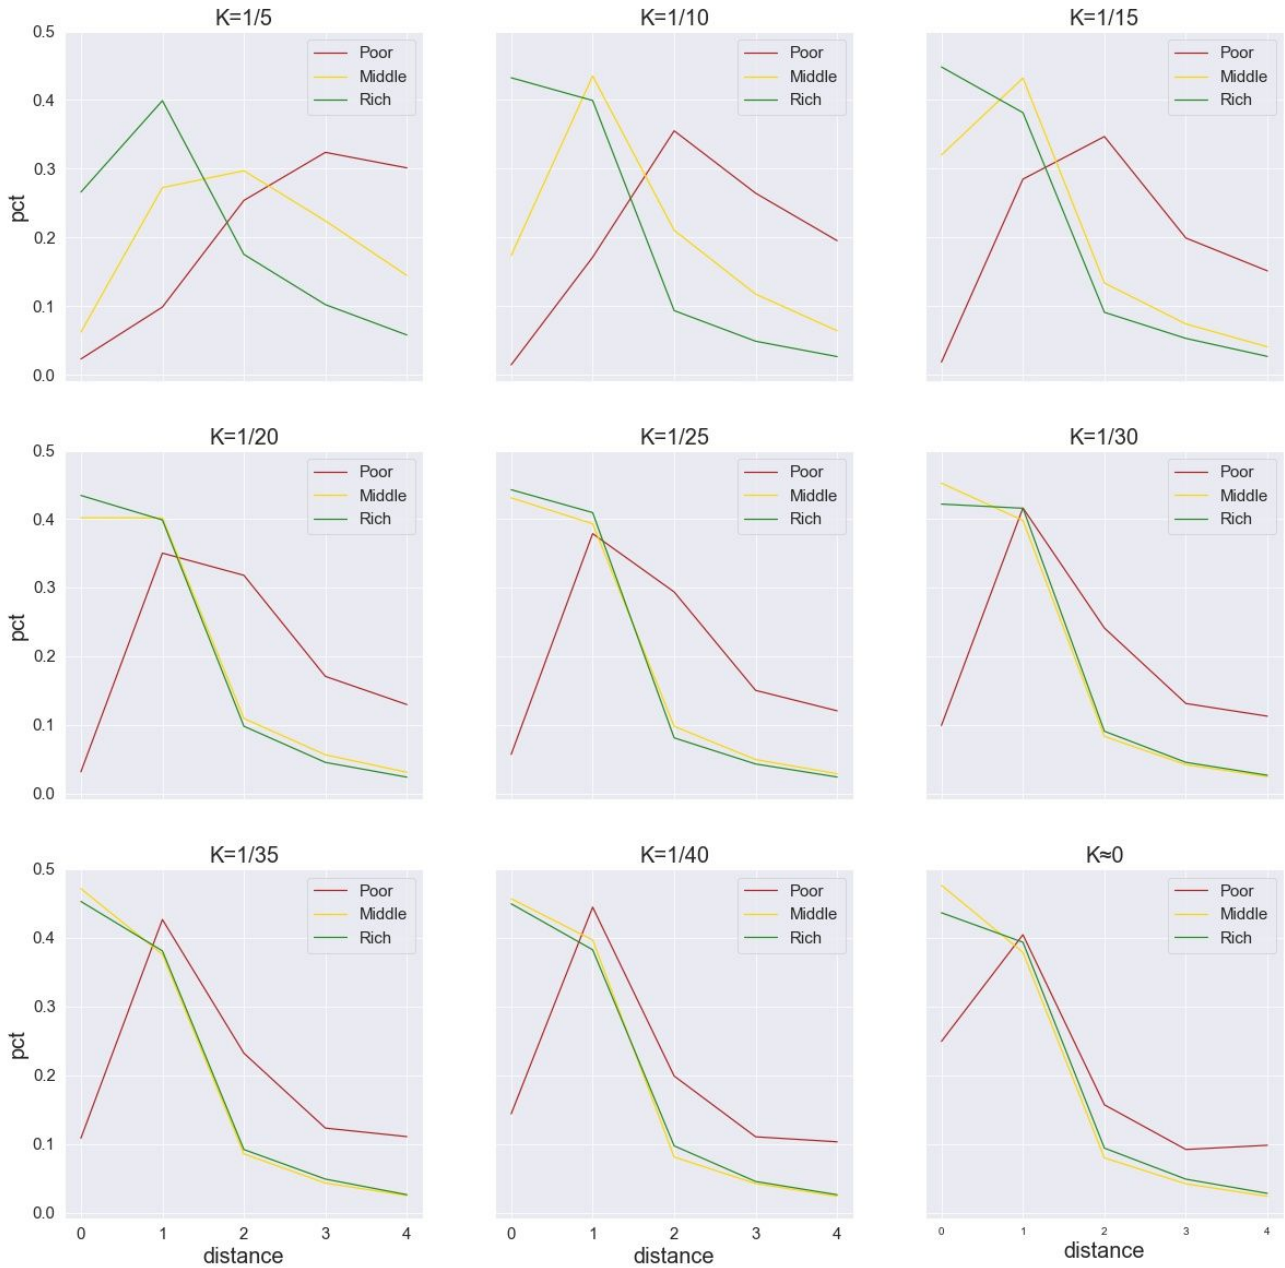 K=1/5 K=1/10 K=1/15
0.5
Poor Poor Poor
Middle Middle Middle
0.4
Rich Rich Rich
0.3
pct
0.2
0.1
0.0
K=1/20 K=1/25 K=1/30
0.5
Poor Poor Poor
Middle Middle Middle
0.4
Rich Rich Rich
0.3
pct
0.2
0.1
0.0
K=1/35 K=1/40 K≈0
0.5
Poor Poor Poor
Middle Middle Middle
0.4
Rich Rich Rich
0.3
pct
0.2
0.1
0.0
0 1 2 3 4 0 1 2 3 4 0 1 2 3 4
distance distance distance